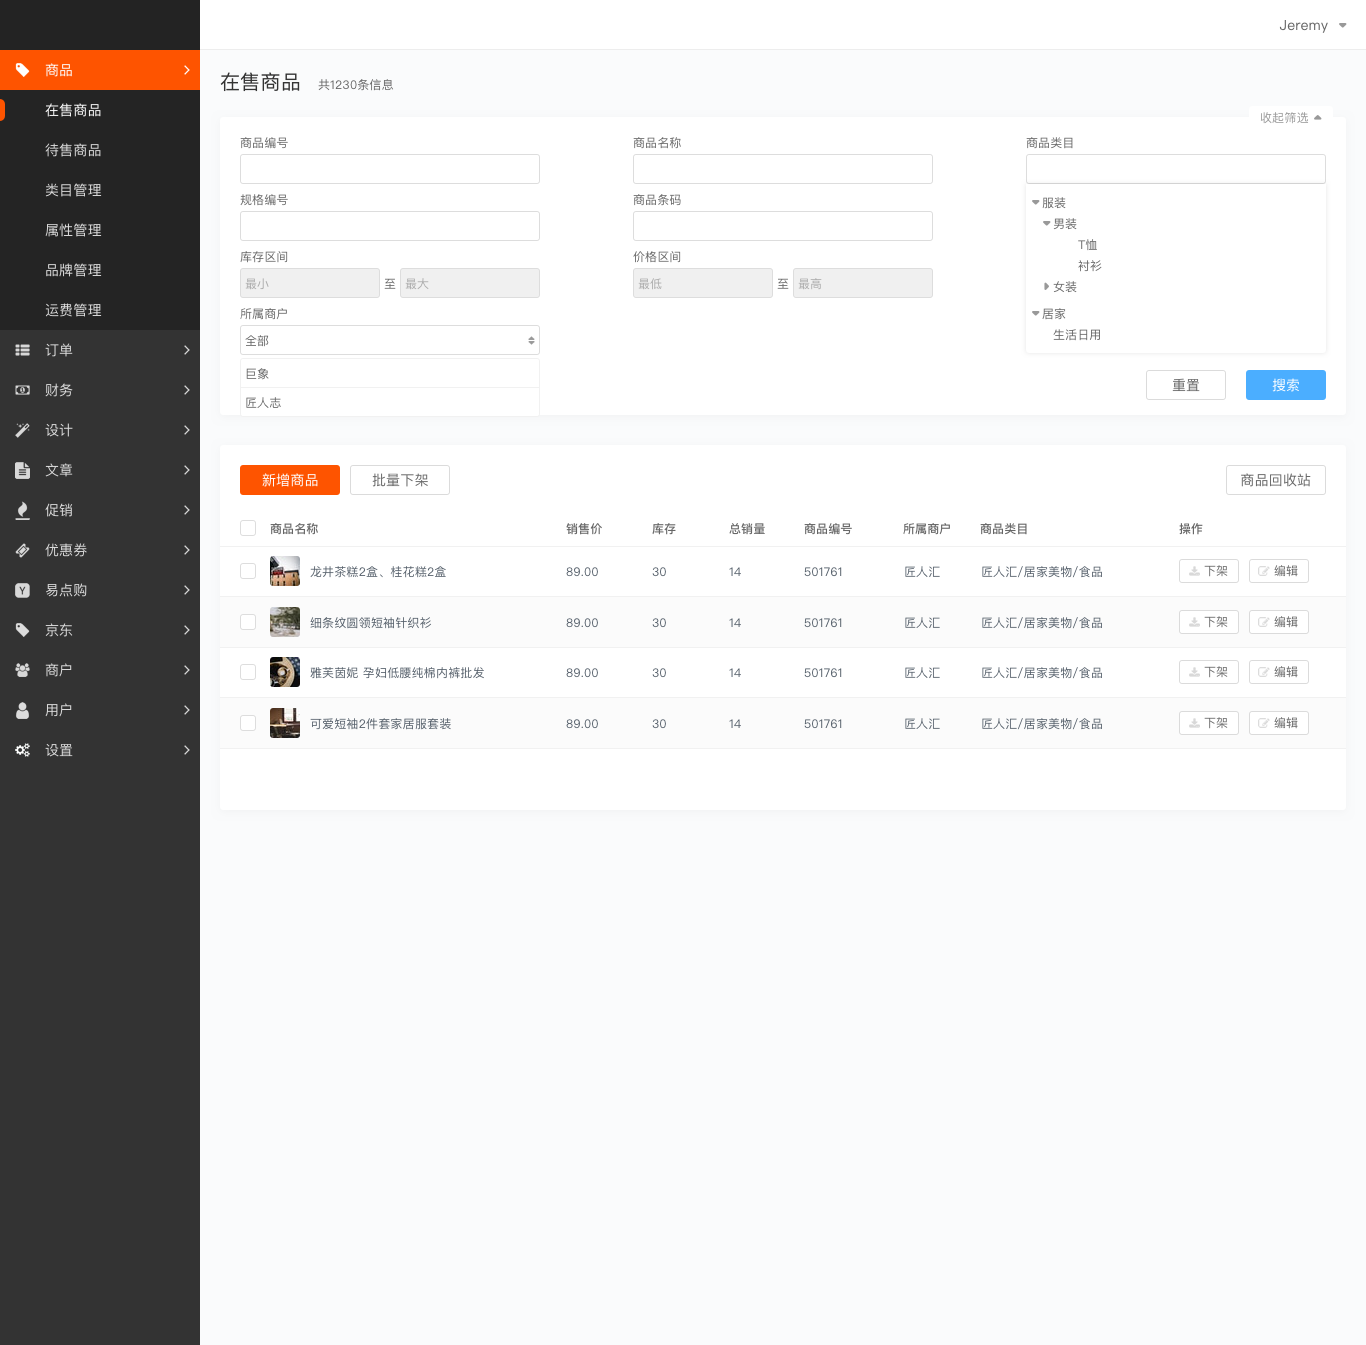 Jeremy
商品
在售商品
待售商品
类目管理
属性管理
品牌管理
运费管理
订单
财务
设计
文章
促销
优惠券
易点购
京东
商户
用户
设置
在售商品 共1230条信息
收起筛选
商品编号 商品名称 商品类目
规格编号 商品条码
服装
男装
T恤
衬衫
女装
居家
生活日用
库存区间 价格区间
最小 至 最大 最低 至 最高
所属商户
全部
巨象
匠人志
重置 搜索
新增商品 批量下架 商品回收站
商品名称 销售价 库存 总销量 商品编号 所属商户 商品类目 操作
龙井茶糕2盒、桂花糕2盒 89.00 30 14 501761 匠人汇 匠人汇/居家美物/食品 下架 编辑
细条纹圆领短袖针织衫 89.00 30 14 501761 匠人汇 匠人汇/居家美物/食品 下架 编辑
雅芙茵妮 孕妇低腰纯棉内裤批发 89.00 30 14 501761 匠人汇 匠人汇/居家美物/食品 下架 编辑
可爱短袖2件套家居服套装 89.00 30 14 501761 匠人汇 匠人汇/居家美物/食品 下架 编辑